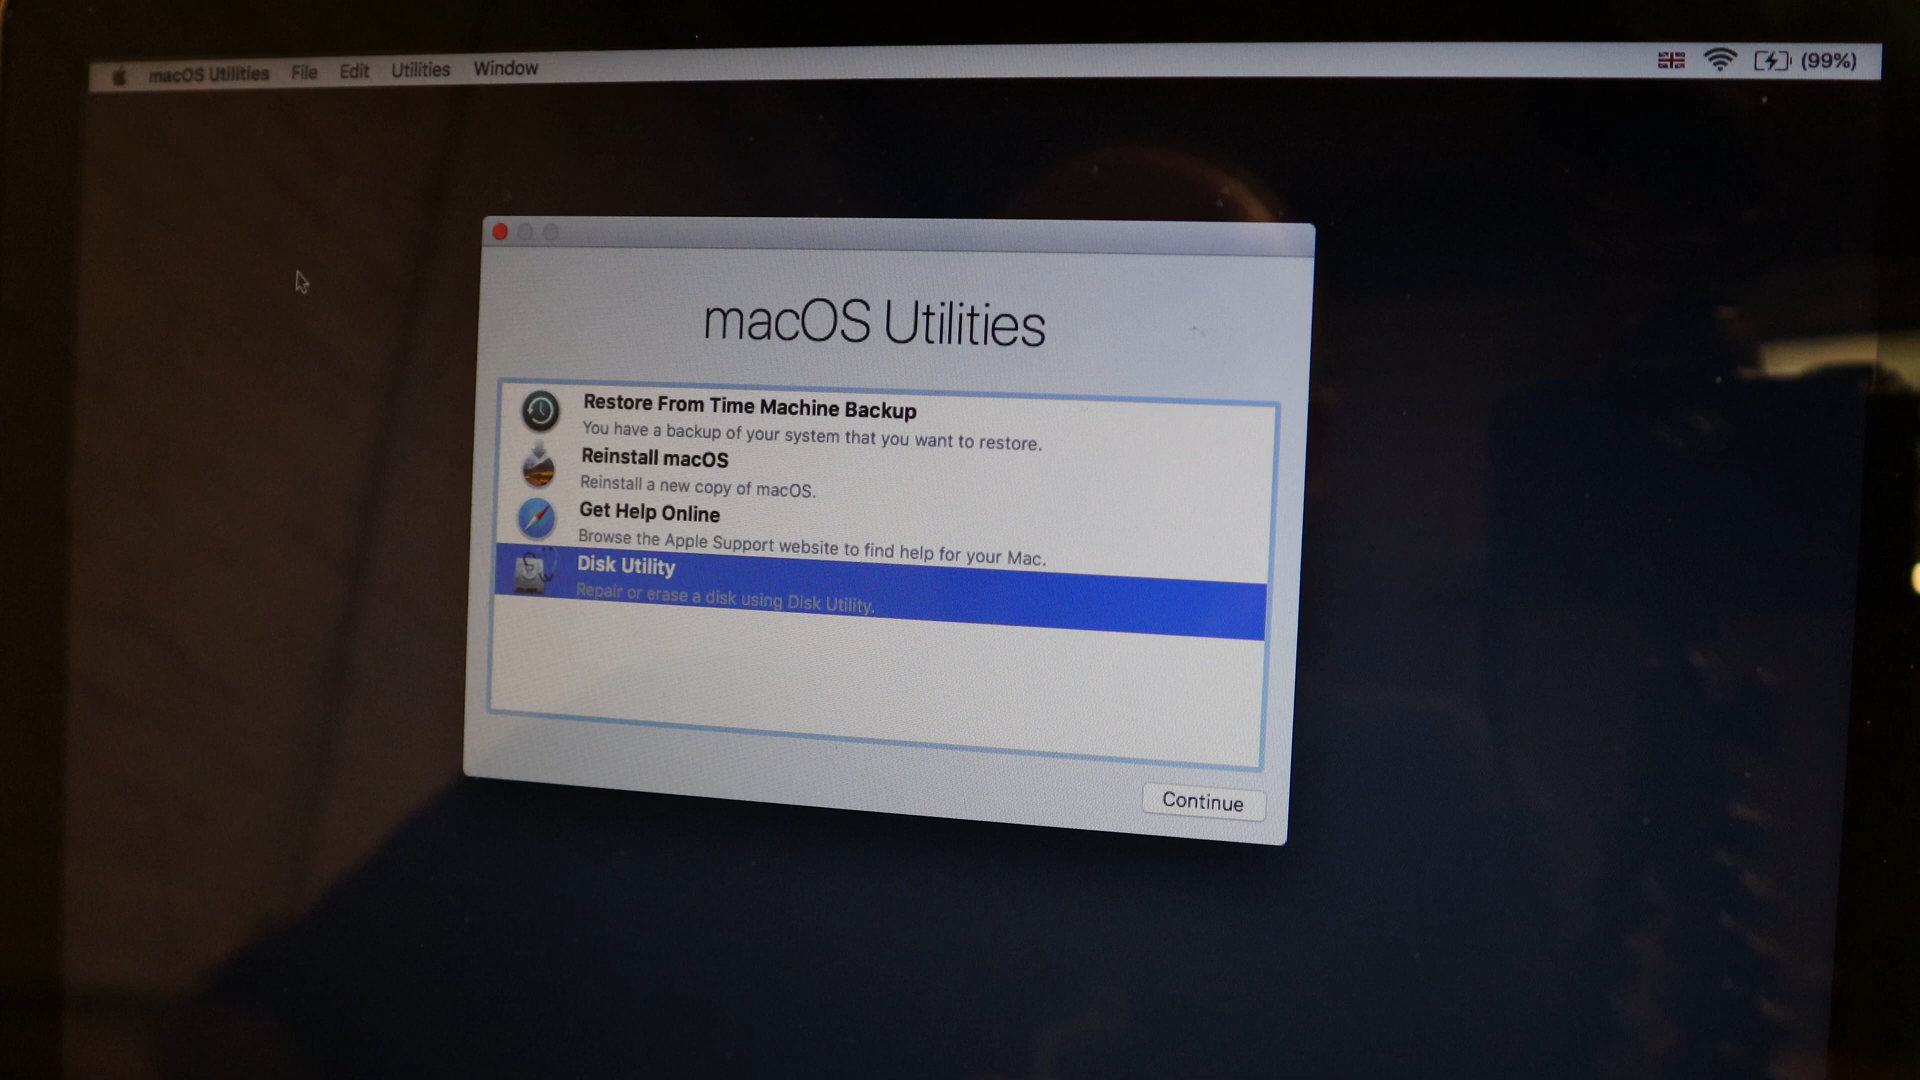 macOS Utilities File Edit Utilities Window (99%)
macOS Utilities
Restore From Time Machine Backup
You have a backup of your system that you want to restore.
Reinstall macOS
Reinstall a new copy of macOS.
Get Help Online
Browse the Apple Support website to find help for your Mac.
Disk Utility
Repair or erase a disk using Disk Utility.
Continue